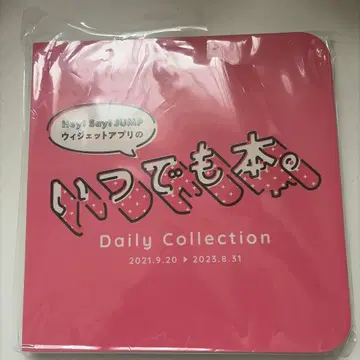 Hey! Say! JUMP
ウィジェットアプリの
いつでも本。
Daily Collection
2021.9.20 ▶ 2023.8.31